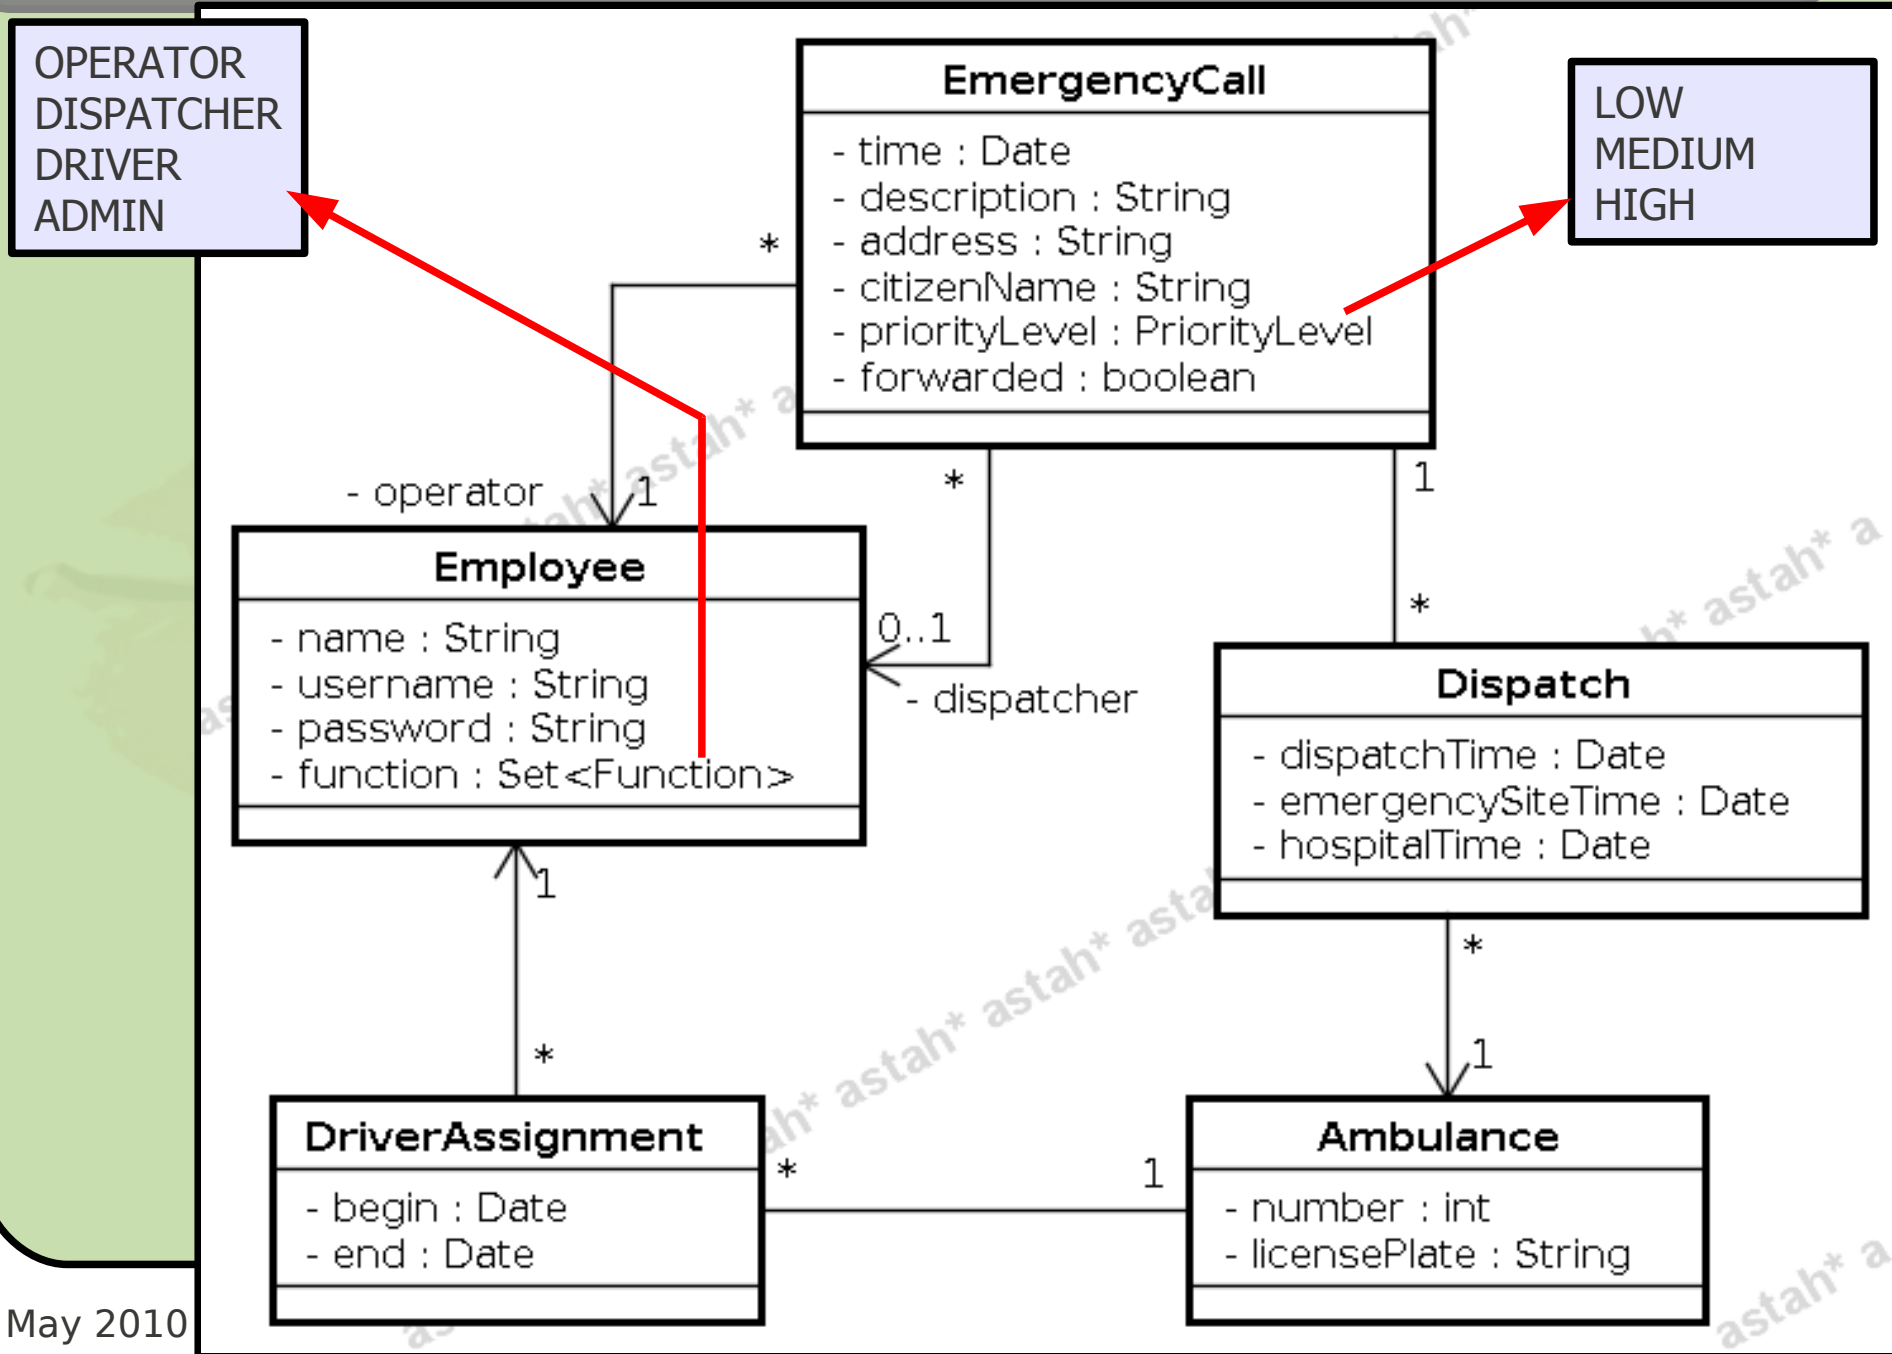 OPERATOR
DISPATCHER
DRIVER
ADMIN
EmergencyCall
- time : Date
- description : String
- address : String
- citizenName : String
- priorityLevel : PriorityLevel
- forwarded : boolean
LOW
MEDIUM
HIGH
*
- operator
1
*
0..1
- dispatcher
1
*
Employee
- name : String
- username : String
- password : String
- function : Set<Function>
Dispatch
- dispatchTime : Date
- emergencySiteTime : Date
- hospitalTime : Date
1
*
*
1
DriverAssignment
- begin : Date
- end : Date
*
1
Ambulance
- number : int
- licensePlate : String
May 2010
astah* a
astah* a
astah* astah* asta
astah* a